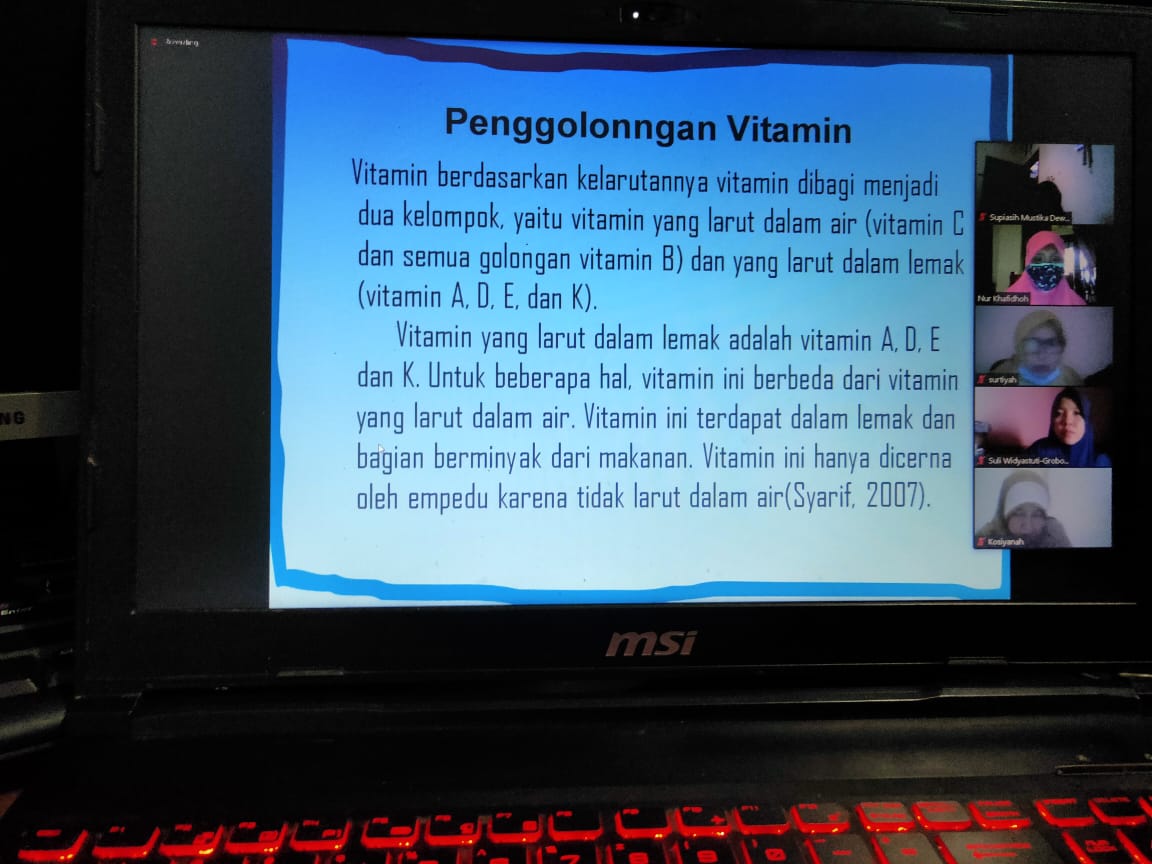 Recording
Penggolonngan Vitamin
Vitamin berdasarkan kelarutannya vitamin dibagi menjadi
dua kelompok, yaitu vitamin yang larut dalam air (vitamin C
dan semua golongan vitamin B) dan yang larut dalam lemak
(vitamin A, D, E, dan K).
Vitamin yang larut dalam lemak adalah vitamin A, D, E
dan K. Untuk beberapa hal, vitamin ini berbeda dari vitamin
yang larut dalam air. Vitamin ini terdapat dalam lemak dan
bagian berminyak dari makanan. Vitamin ini hanya dicerna
oleh empedu karena tidak larut dalam air(Syarif, 2007).
Supiasih Mustika Dew...
Nur Khafidhoh
surtiyah
Suli Widyastuti-Grobo...
Kosiyanah
NG
msi